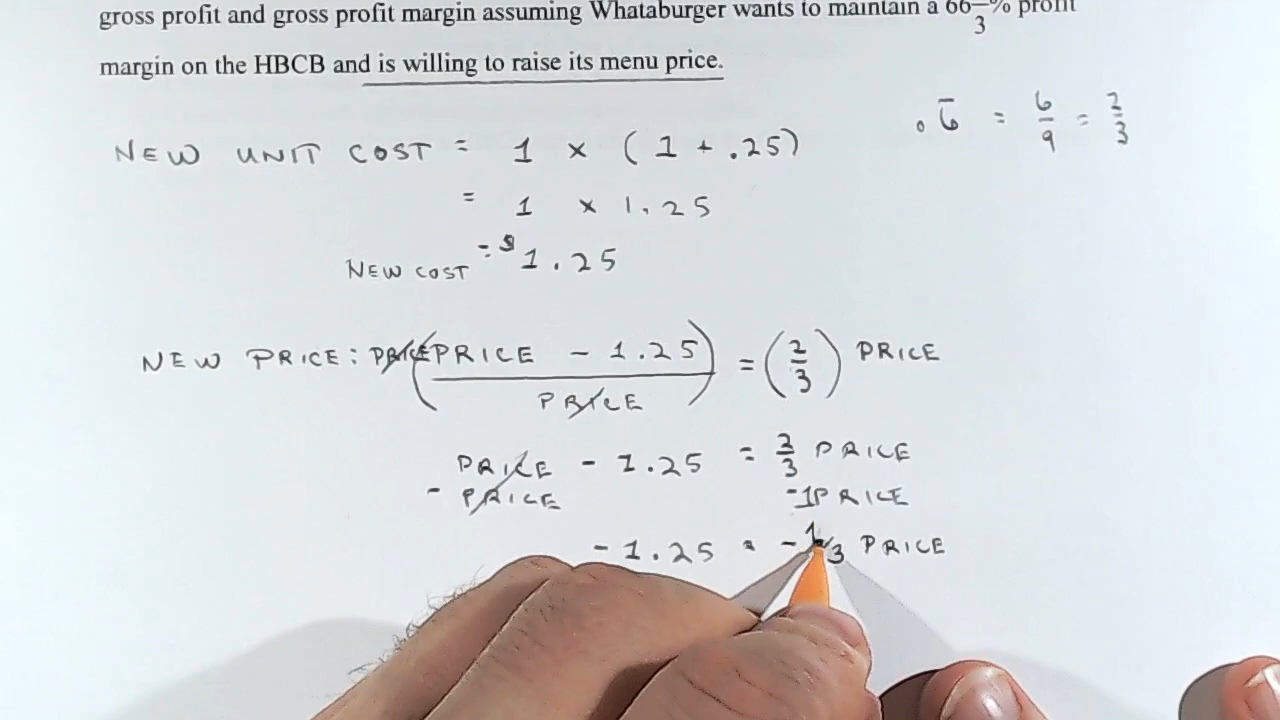 gross profit and gross profit margin assuming Whataburger wants to maintain a 66 2/3% profit
margin on the HBCB and is willing to raise its menu price.
.6̅ = 6/9 = 2/3
NEW UNIT COST = 1 × (1 + .25)
= 1 × 1.25
NEW COST = $1.25
NEW PRICE: PRICE (PRICE - 1.25 / PRICE) = (2/3) PRICE
PRICE - 1.25 = 2/3 PRICE
- PRICE -1PRICE
-1.25 = -1/3 PRICE